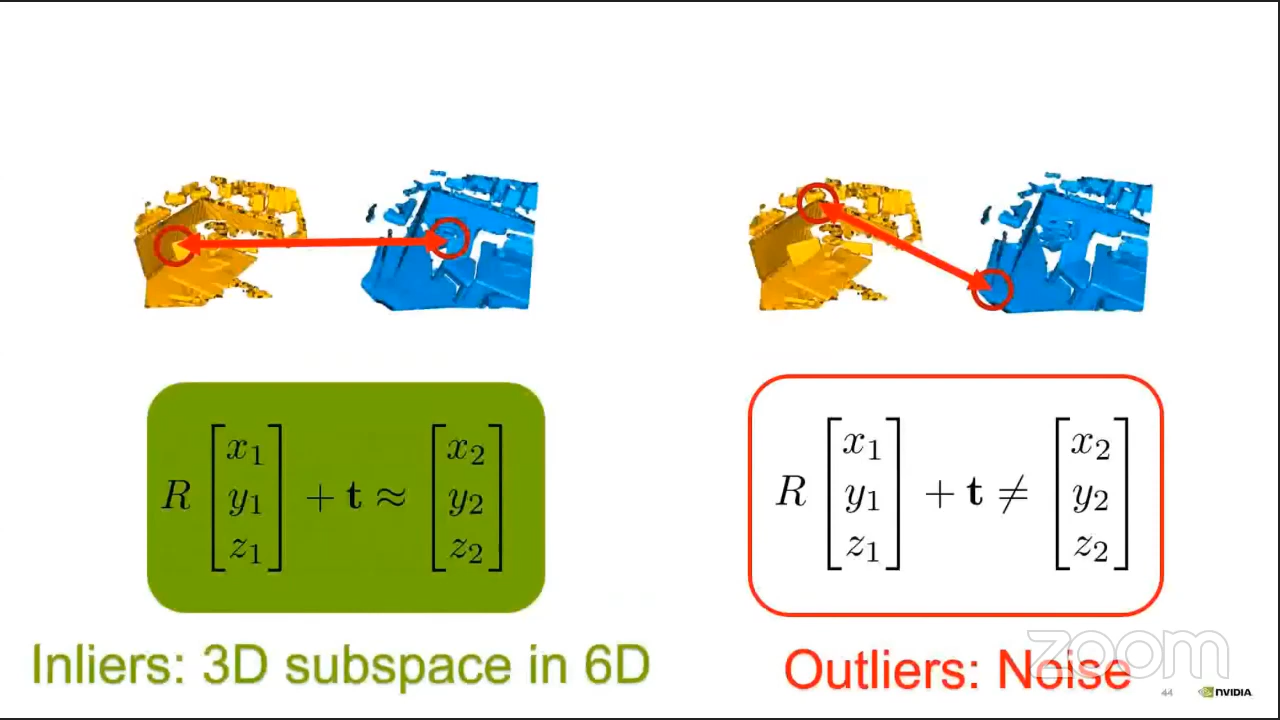 R [x₁ y₁ z₁] + t ≈ [x₂ y₂ z₂]
R [x₁ y₁ z₁] + t ≠ [x₂ y₂ z₂]
Inliers: 3D subspace in 6D
Outliers: Noise
zoom
44
NVIDIA